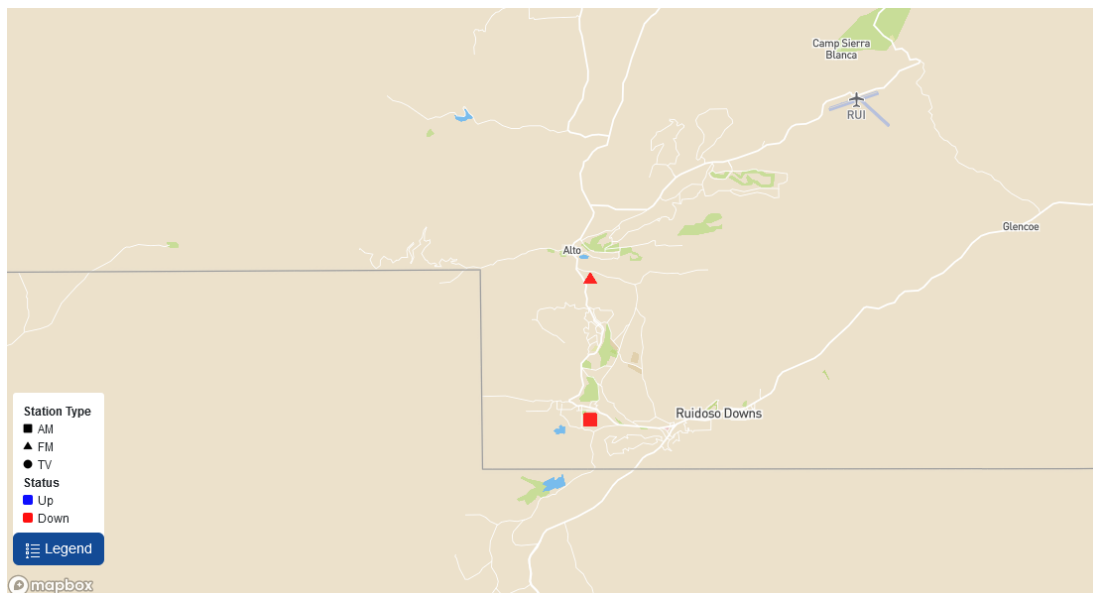 Camp Sierra
Blanca
RUI
Glencoe
Alto
Ruidoso Downs
Station Type
AM
FM
TV
Status
Up
Down
Legend
mapbox